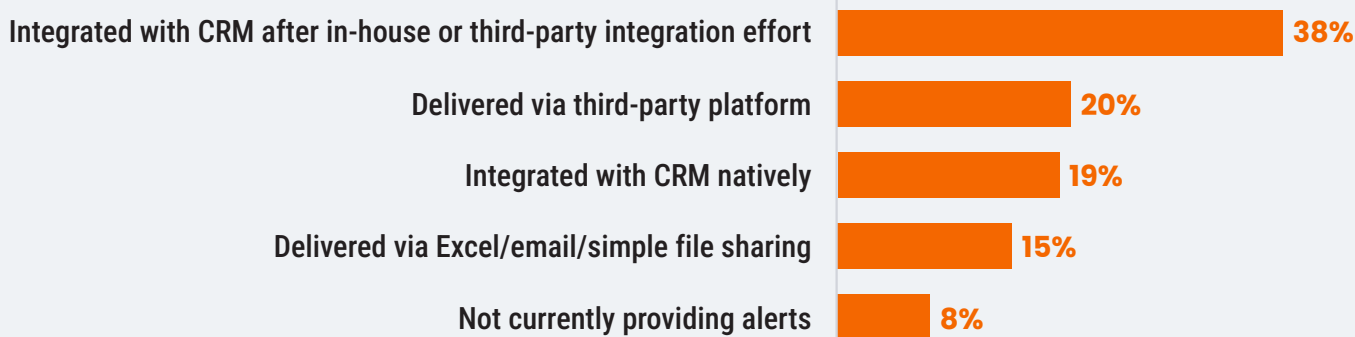 Integrated with CRM after in-house or third-party integration effort 38%
Delivered via third-party platform 20%
Integrated with CRM natively 19%
Delivered via Excel/email/simple file sharing 15%
Not currently providing alerts 8%